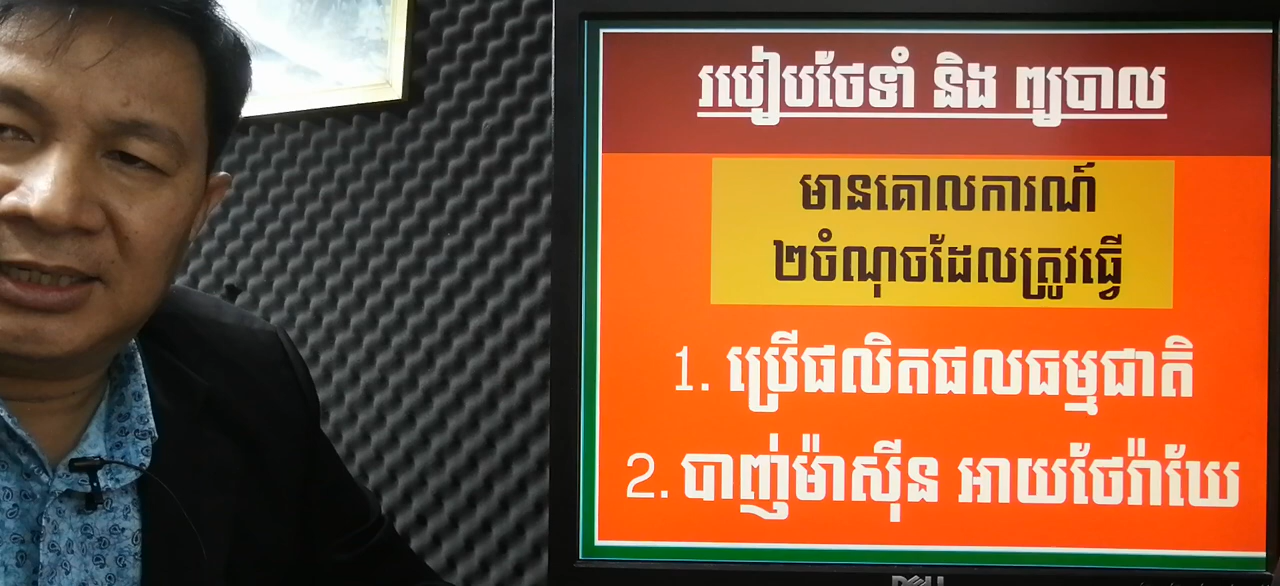 របៀបថែទាំ និង ព្យបាល
មានគោលការណ៍
២ចំណុចដែលត្រូវធ្វើ
1. ប្រើផលិតផលធម្មជាតិ
2. បាញ់ម៉ាស៊ីន អាយថែរ៉ាឃែ